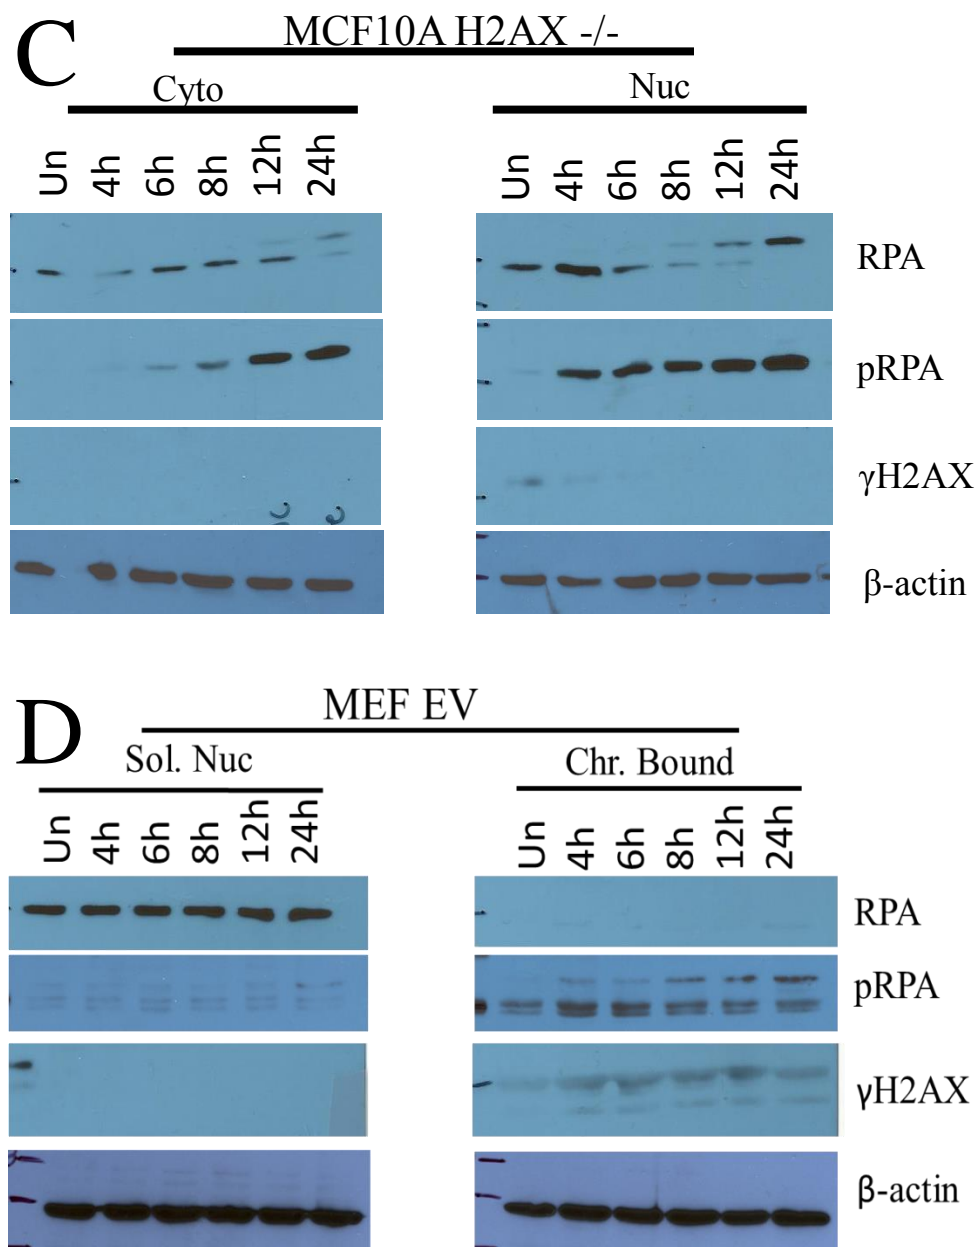 C
MCF10A H2AX -/-
Cyto
Nuc
Un 4h 6h 8h 12h 24h
Un 4h 6h 8h 12h 24h
RPA
pRPA
γH2AX
β-actin
D
MEF EV
Sol. Nuc
Chr. Bound
Un 4h 6h 8h 12h 24h
Un 4h 6h 8h 12h 24h
RPA
pRPA
γH2AX
β-actin